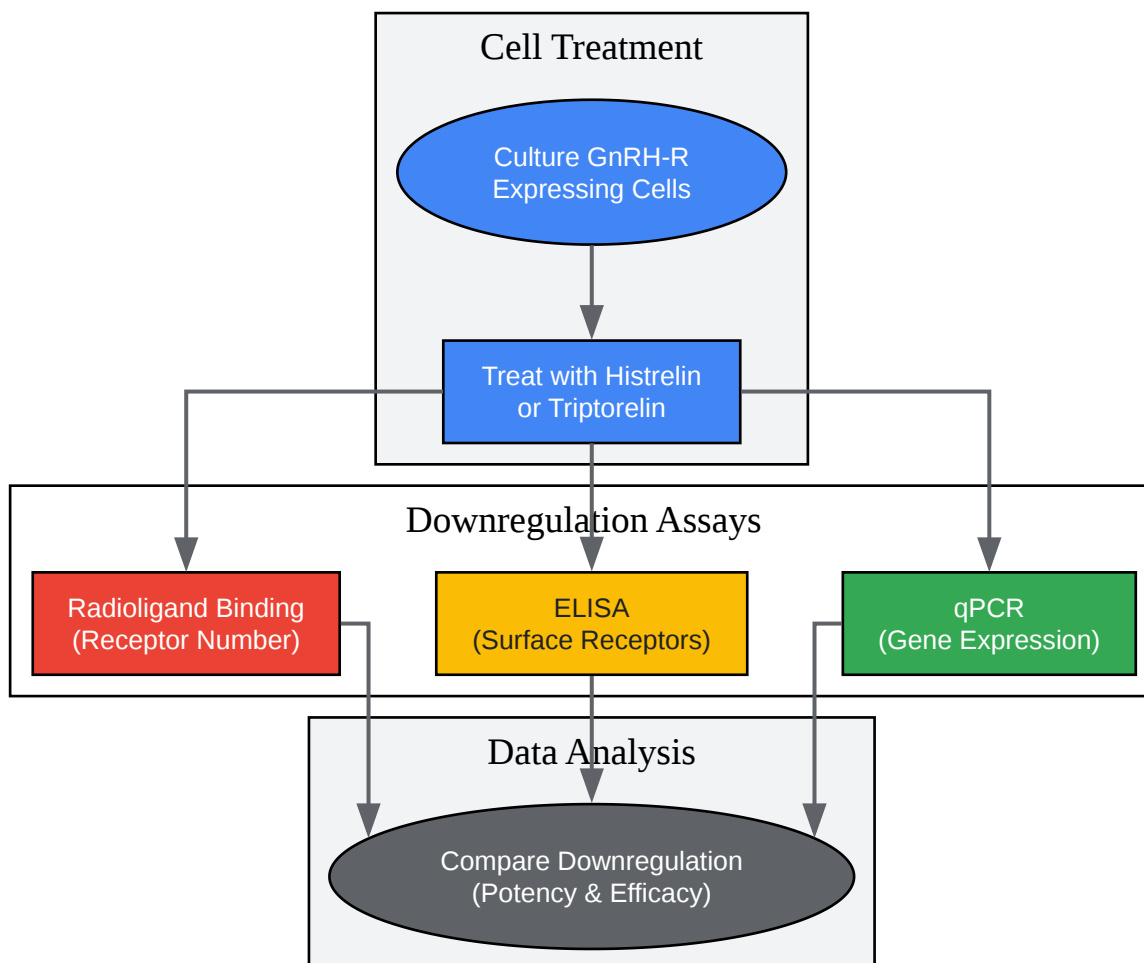 Cell Treatment
Culture GnRH-R
Expressing Cells
Treat with Histrelin
or Triptorelin
Downregulation Assays
Radioligand Binding
(Receptor Number)
ELISA
(Surface Receptors)
qPCR
(Gene Expression)
Data Analysis
Compare Downregulation
(Potency & Efficacy)